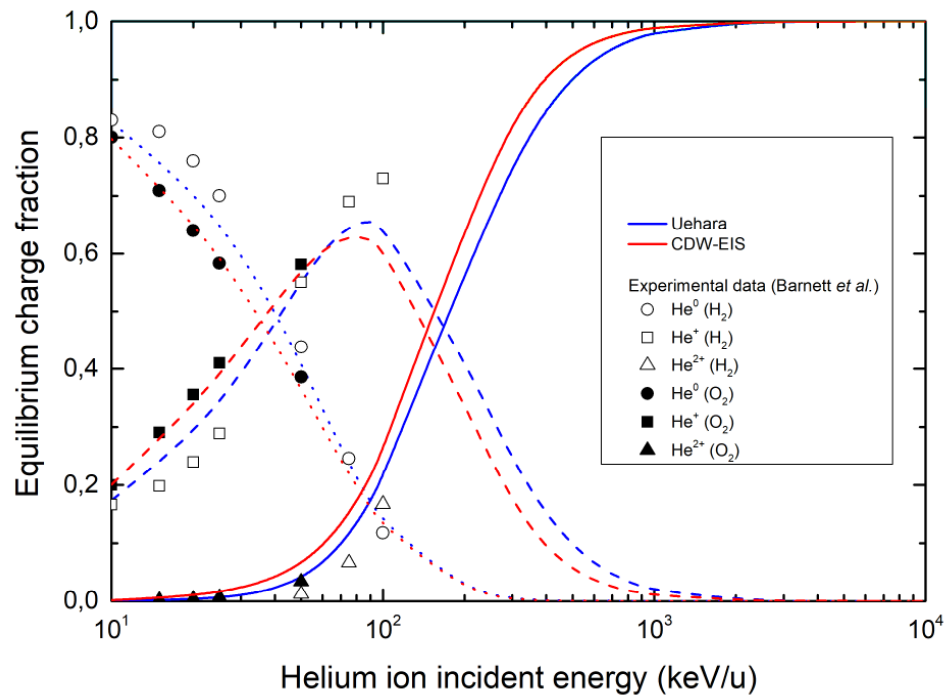 1,0
0,8
0,6
0,4
0,2
0,0
Equilibrium charge fraction
Uehara
CDW-EIS
Experimental data (Barnett et al.)
He⁰ (H₂)
He⁺ (H₂)
He²⁺ (H₂)
He⁰ (O₂)
He⁺ (O₂)
He²⁺ (O₂)
10¹ 10² 10³ 10⁴
Helium ion incident energy (keV/u)